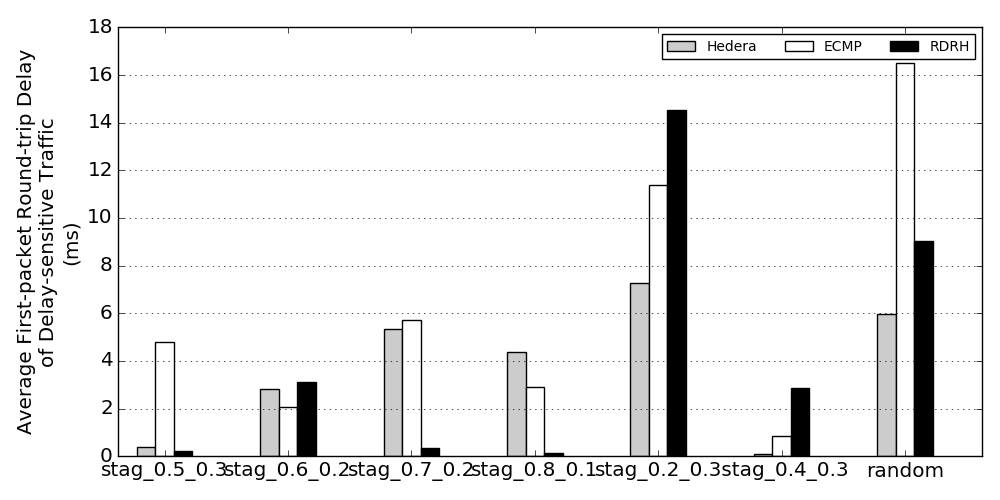 Average First-packet Round-trip Delay
of Delay-sensitive Traffic
(ms)
18
16
14
12
10
8
6
4
2
0
Hedera ECMP RDRH
stag_0.5_0.3 stag_0.6_0.2 stag_0.7_0.2 stag_0.8_0.1 stag_0.2_0.3 stag_0.4_0.3 random